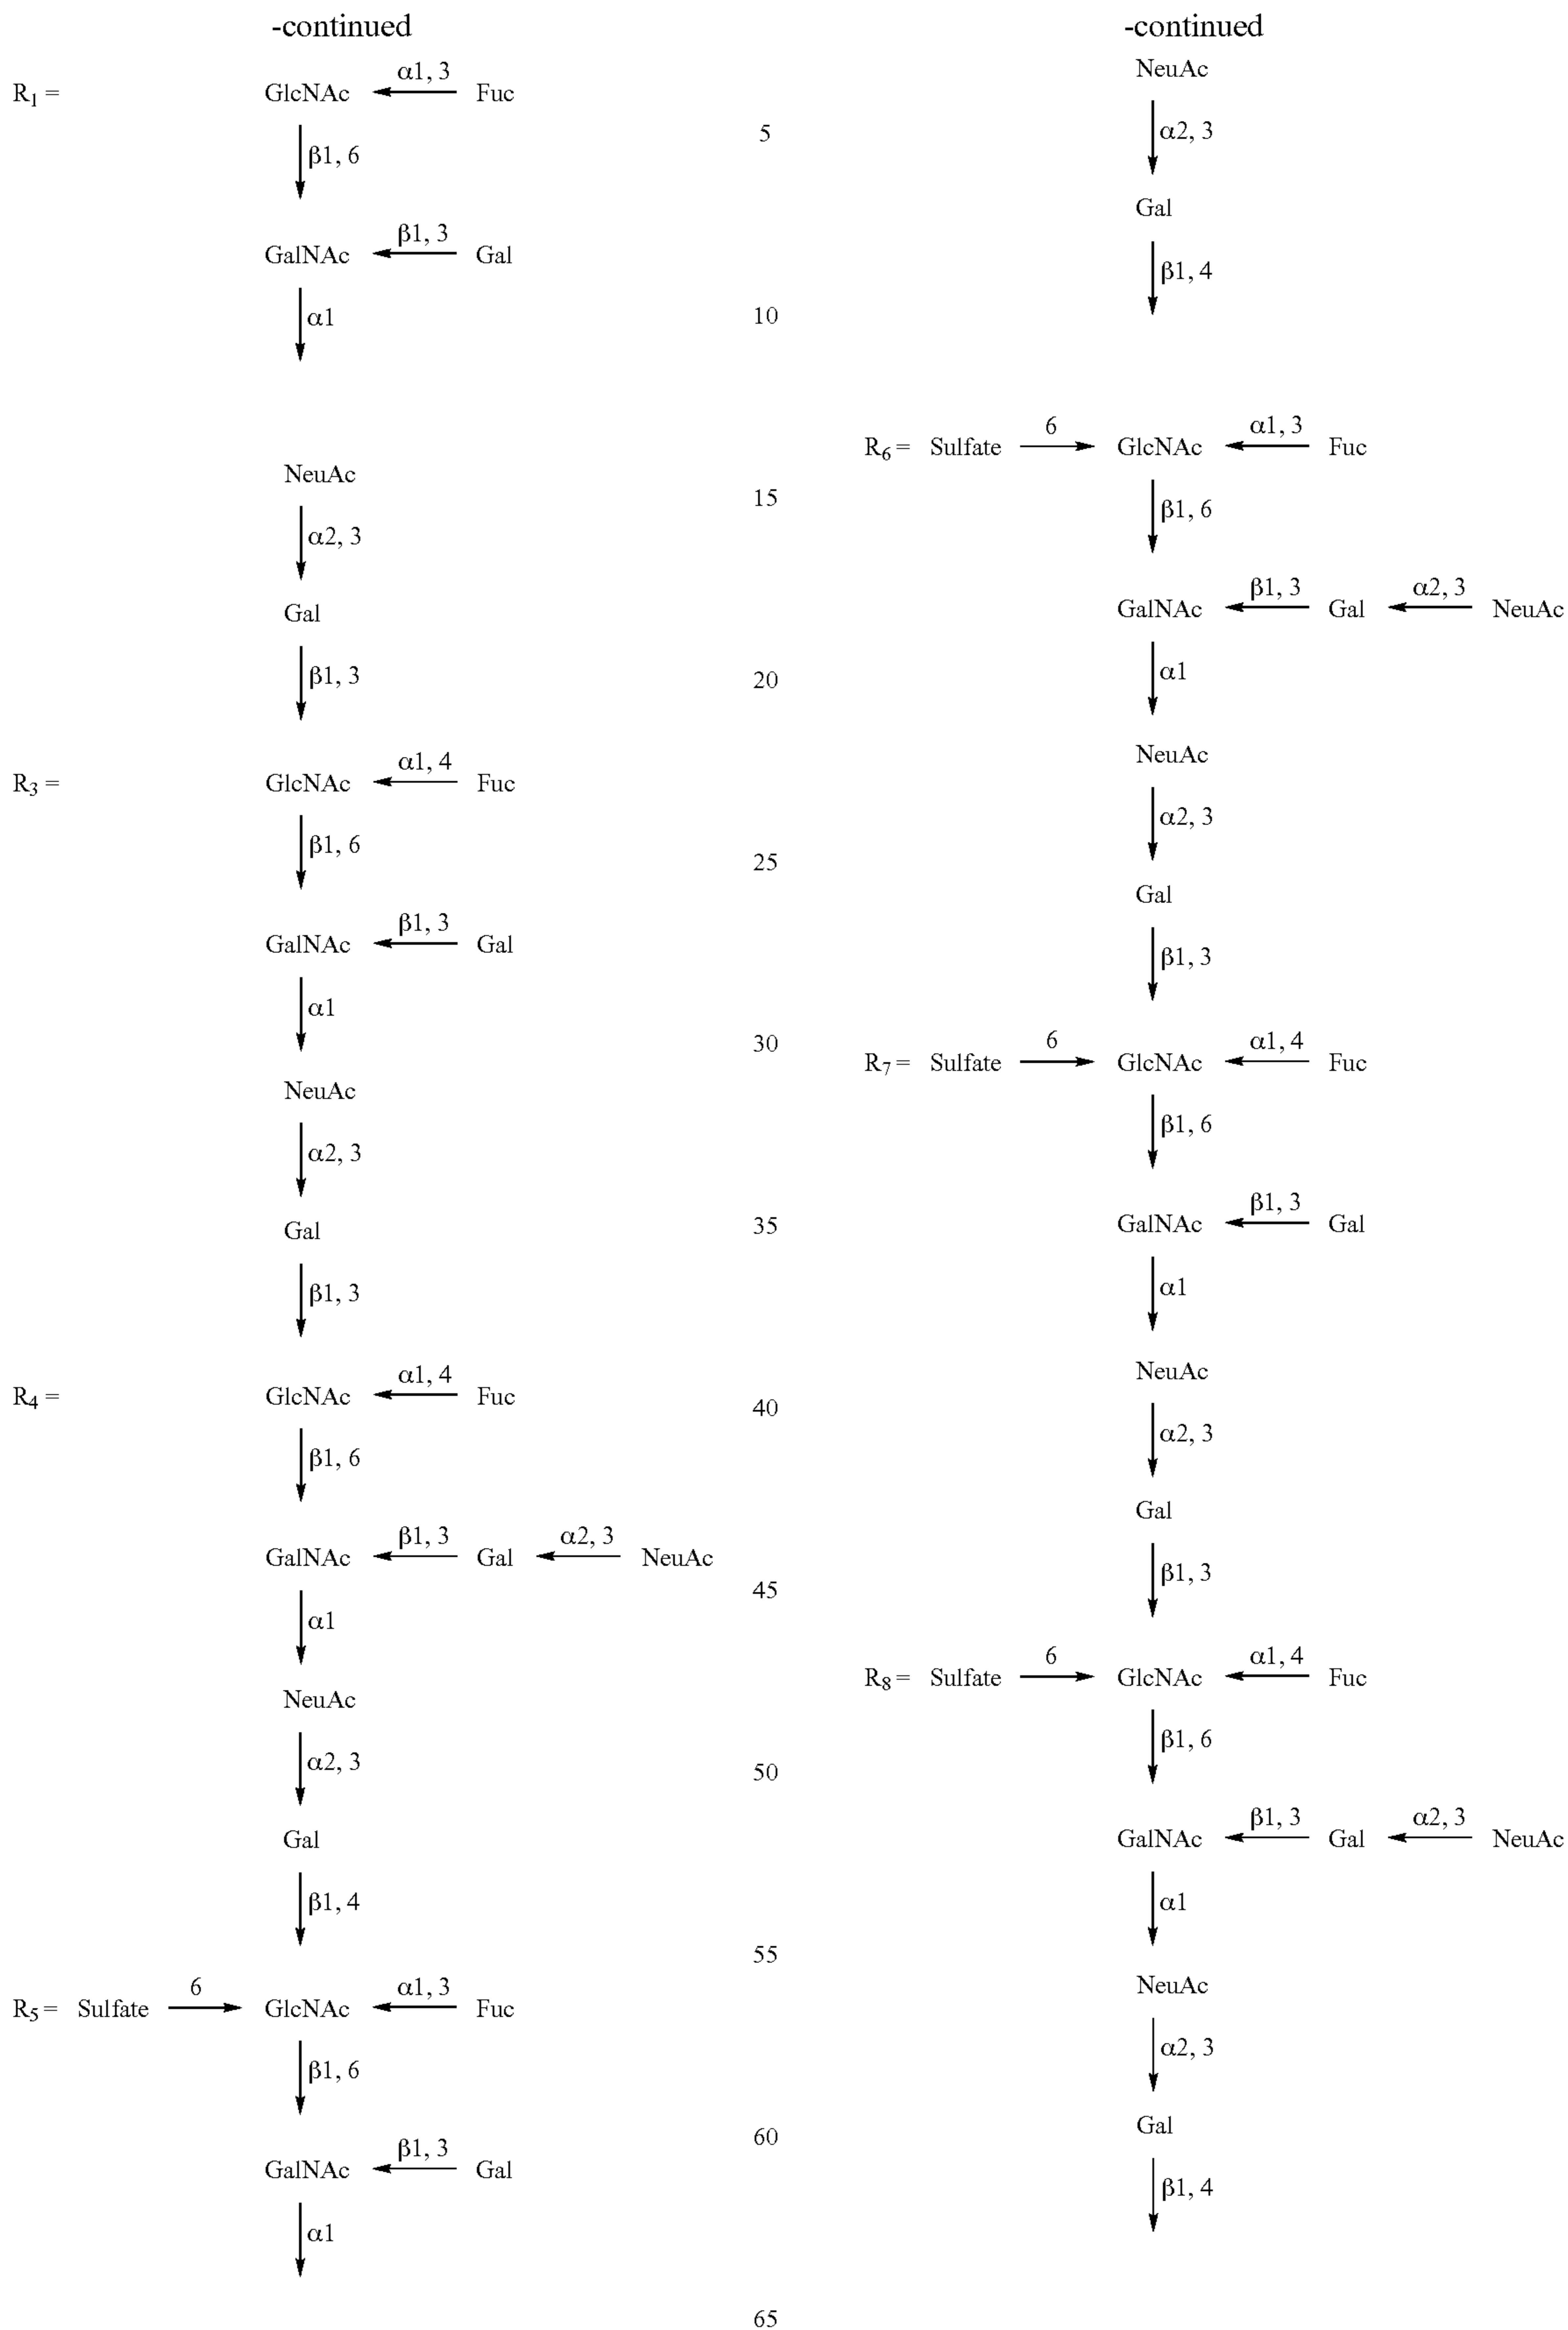 -continued
R1 = GlcNAc α1, 3 Fuc
β1, 6
GalNAc β1, 3 Gal
α1
NeuAc
α2, 3
Gal
β1, 3
R3 = GlcNAc α1, 4 Fuc
β1, 6
GalNAc β1, 3 Gal
α1
NeuAc
α2, 3
Gal
β1, 3
R4 = GlcNAc α1, 4 Fuc
β1, 6
GalNAc β1, 3 Gal α2, 3 NeuAc
α1
NeuAc
α2, 3
Gal
β1, 4
R5 = Sulfate 6 GlcNAc α1, 3 Fuc
β1, 6
GalNAc β1, 3 Gal
α1
5
10
15
20
25
30
35
40
45
50
55
60
65
-continued
NeuAc
α2, 3
Gal
β1, 4
R6 = Sulfate 6 GlcNAc α1, 3 Fuc
β1, 6
GalNAc β1, 3 Gal α2, 3 NeuAc
α1
NeuAc
α2, 3
Gal
β1, 3
R7 = Sulfate 6 GlcNAc α1, 4 Fuc
β1, 6
GalNAc β1, 3 Gal
α1
NeuAc
α2, 3
Gal
β1, 3
R8 = Sulfate 6 GlcNAc α1, 4 Fuc
β1, 6
GalNAc β1, 3 Gal α2, 3 NeuAc
α1
NeuAc
α2, 3
Gal
β1, 4